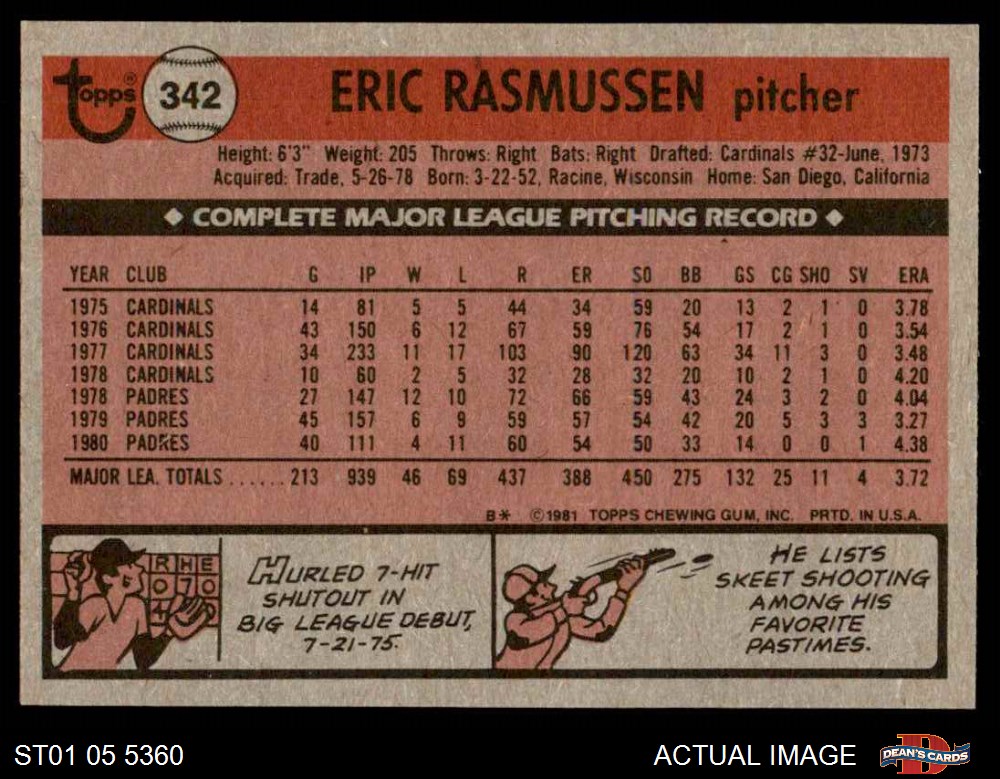 topps® 342 ERIC RASMUSSEN pitcher
Height: 6'3" Weight: 205 Throws: Right Bats: Right Drafted: Cardinals #32-June, 1973
Acquired: Trade, 5-26-78 Born: 3-22-52, Racine, Wisconsin Home: San Diego, California
◆ COMPLETE MAJOR LEAGUE PITCHING RECORD ◆
YEAR CLUB G IP W L R ER SO BB GS CG SHO SV ERA
1975 CARDINALS 14 81 5 5 44 34 59 20 13 2 1 0 3.78
1976 CARDINALS 43 150 6 12 67 59 76 54 17 2 1 0 3.54
1977 CARDINALS 34 233 11 17 103 90 120 63 34 11 3 0 3.48
1978 CARDINALS 10 60 2 5 32 28 32 20 10 2 1 0 4.20
1978 PADRES 27 147 12 10 72 66 59 43 24 3 2 0 4.04
1979 PADRES 45 157 6 9 59 57 54 42 20 5 3 3 3.27
1980 PADRES 40 111 4 11 60 54 50 33 14 0 0 1 4.38
MAJOR LEA. TOTALS ...... 213 939 46 69 437 388 450 275 132 25 11 4 3.72
B* ©1981 TOPPS CHEWING GUM, INC. PRTD. IN U.S.A.
R H E
0 7 0
HURLED 7-HIT
SHUTOUT IN
BIG LEAGUE DEBUT,
7-21-75.
HE LISTS
SKEET SHOOTING
AMONG HIS
FAVORITE
PASTIMES.
ST01 05 5360 ACTUAL IMAGE DEAN'S CARDS